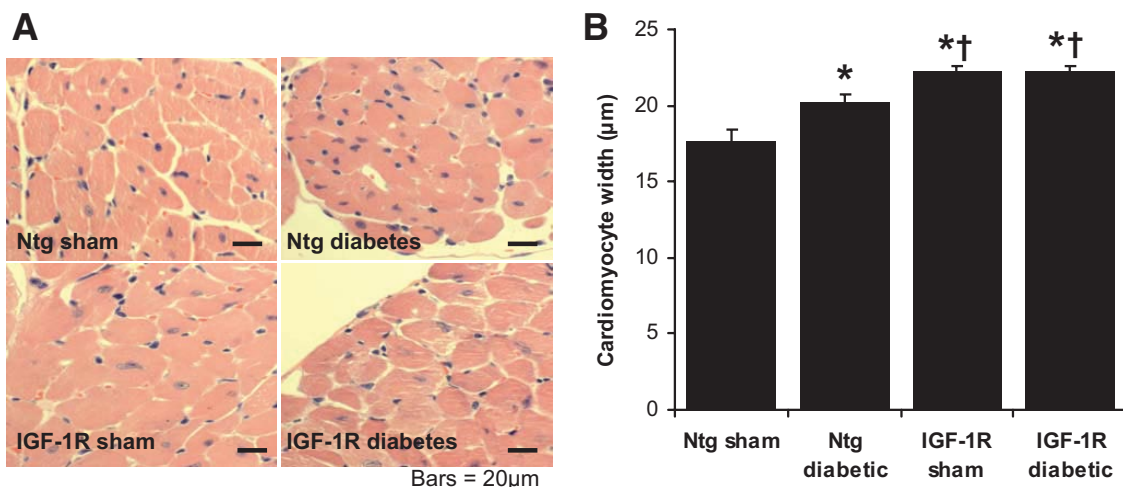 A
Ntg sham
Ntg diabetes
IGF-1R sham
IGF-1R diabetes
Bars = 20µm
B
Cardiomyocyte width (µm)
25
20
15
10
5
0
*
*†
*†
Ntg sham
Ntg
diabetic
IGF-1R
sham
IGF-1R
diabetic